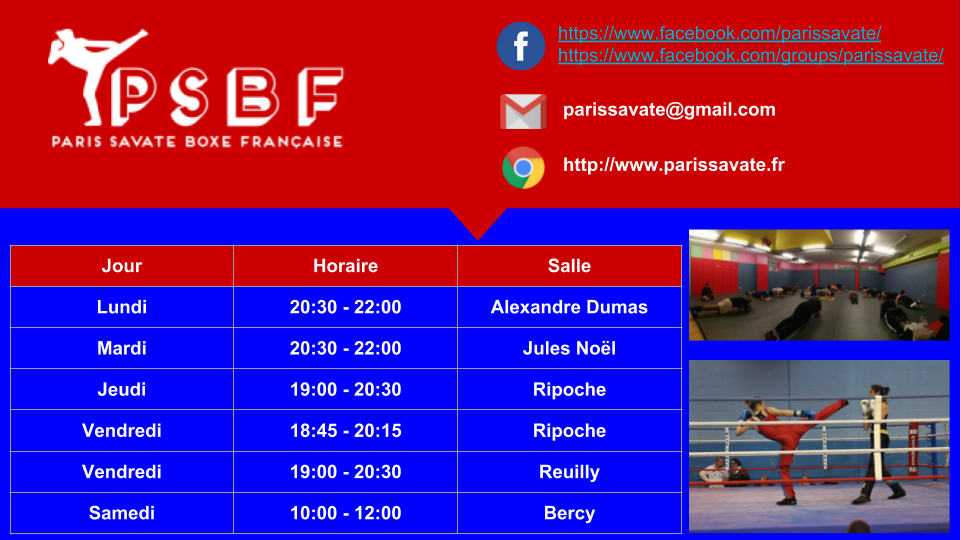 PSBF
PARIS SAVATE BOXE FRANÇAISE
https://www.facebook.com/parissavate/
https://www.facebook.com/groups/parissavate/
parissavate@gmail.com
http://www.parissavate.fr
Jour Horaire Salle
Lundi 20:30 - 22:00 Alexandre Dumas
Mardi 20:30 - 22:00 Jules Noël
Jeudi 19:00 - 20:30 Ripoche
Vendredi 18:45 - 20:15 Ripoche
Vendredi 19:00 - 20:30 Reuilly
Samedi 10:00 - 12:00 Bercy